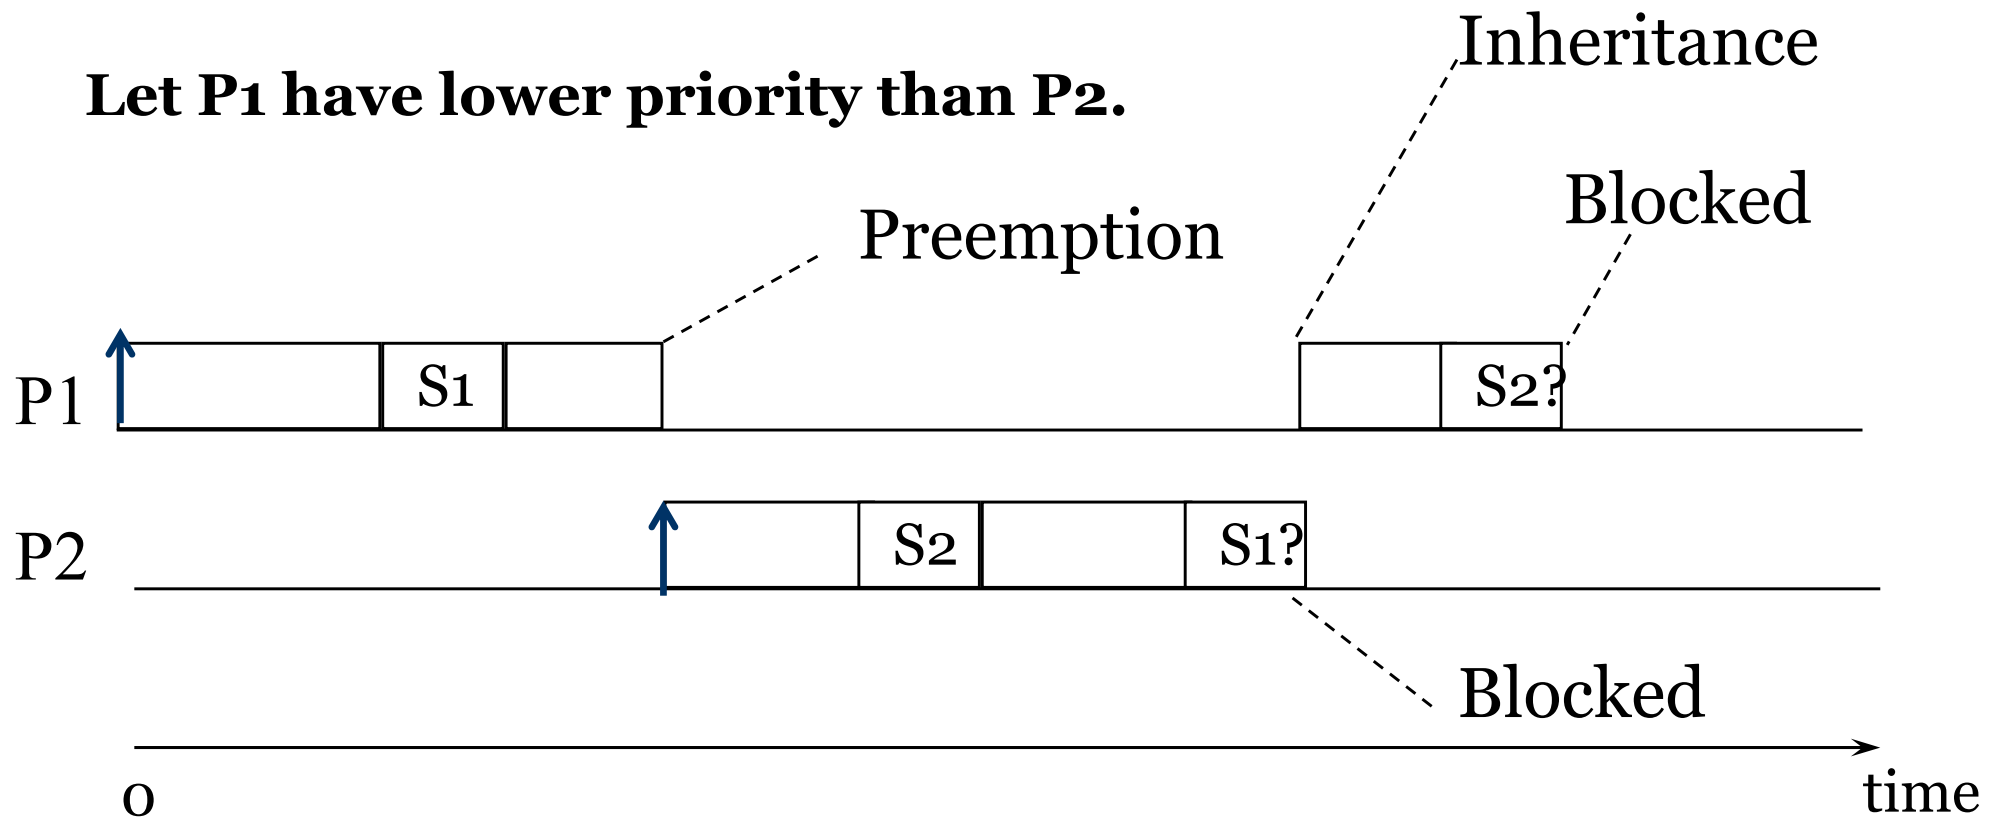 Inheritance
Let P1 have lower priority than P2.
Blocked
Preemption
P1 S1 S2?
P2 S2 S1?
Blocked
0 time